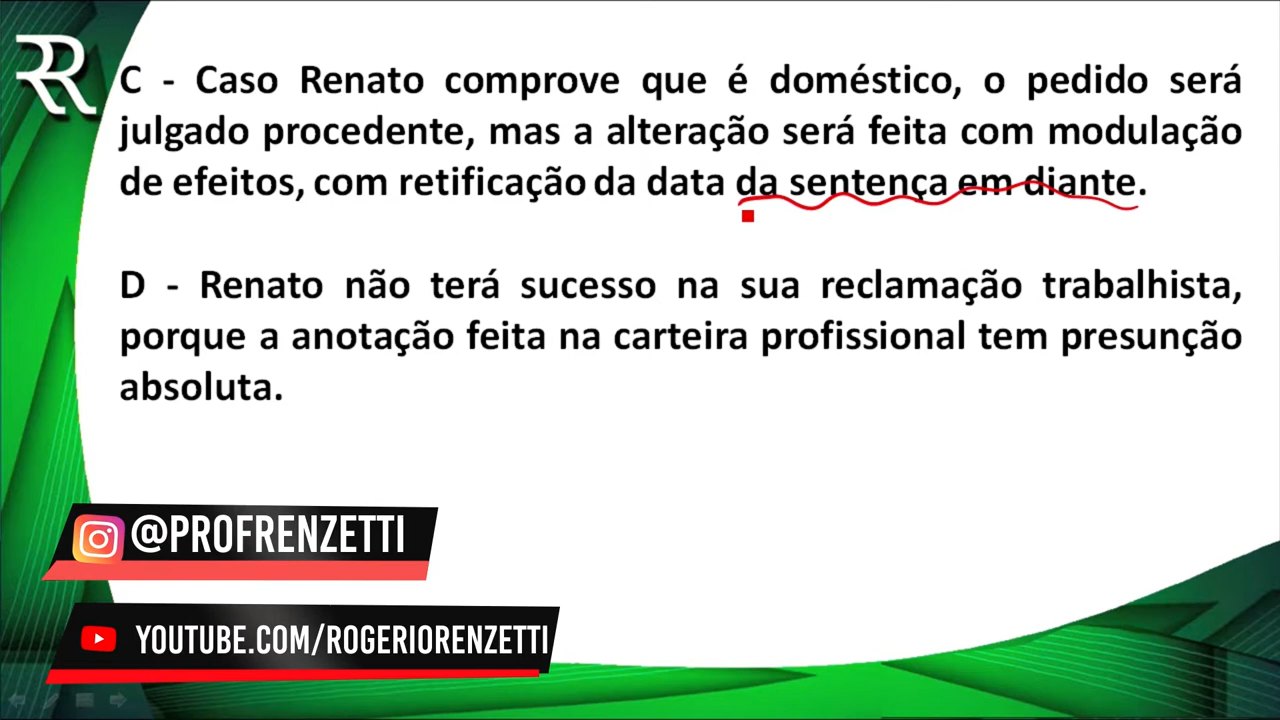 C - Caso Renato comprove que é doméstico, o pedido será
julgado procedente, mas a alteração será feita com modulação
de efeitos, com retificação da data da sentença em diante.
D - Renato não terá sucesso na sua reclamação trabalhista,
porque a anotação feita na carteira profissional tem presunção
absoluta.
@PROFRENZETTI
YOUTUBE.COM/ROGERIORENZETTI